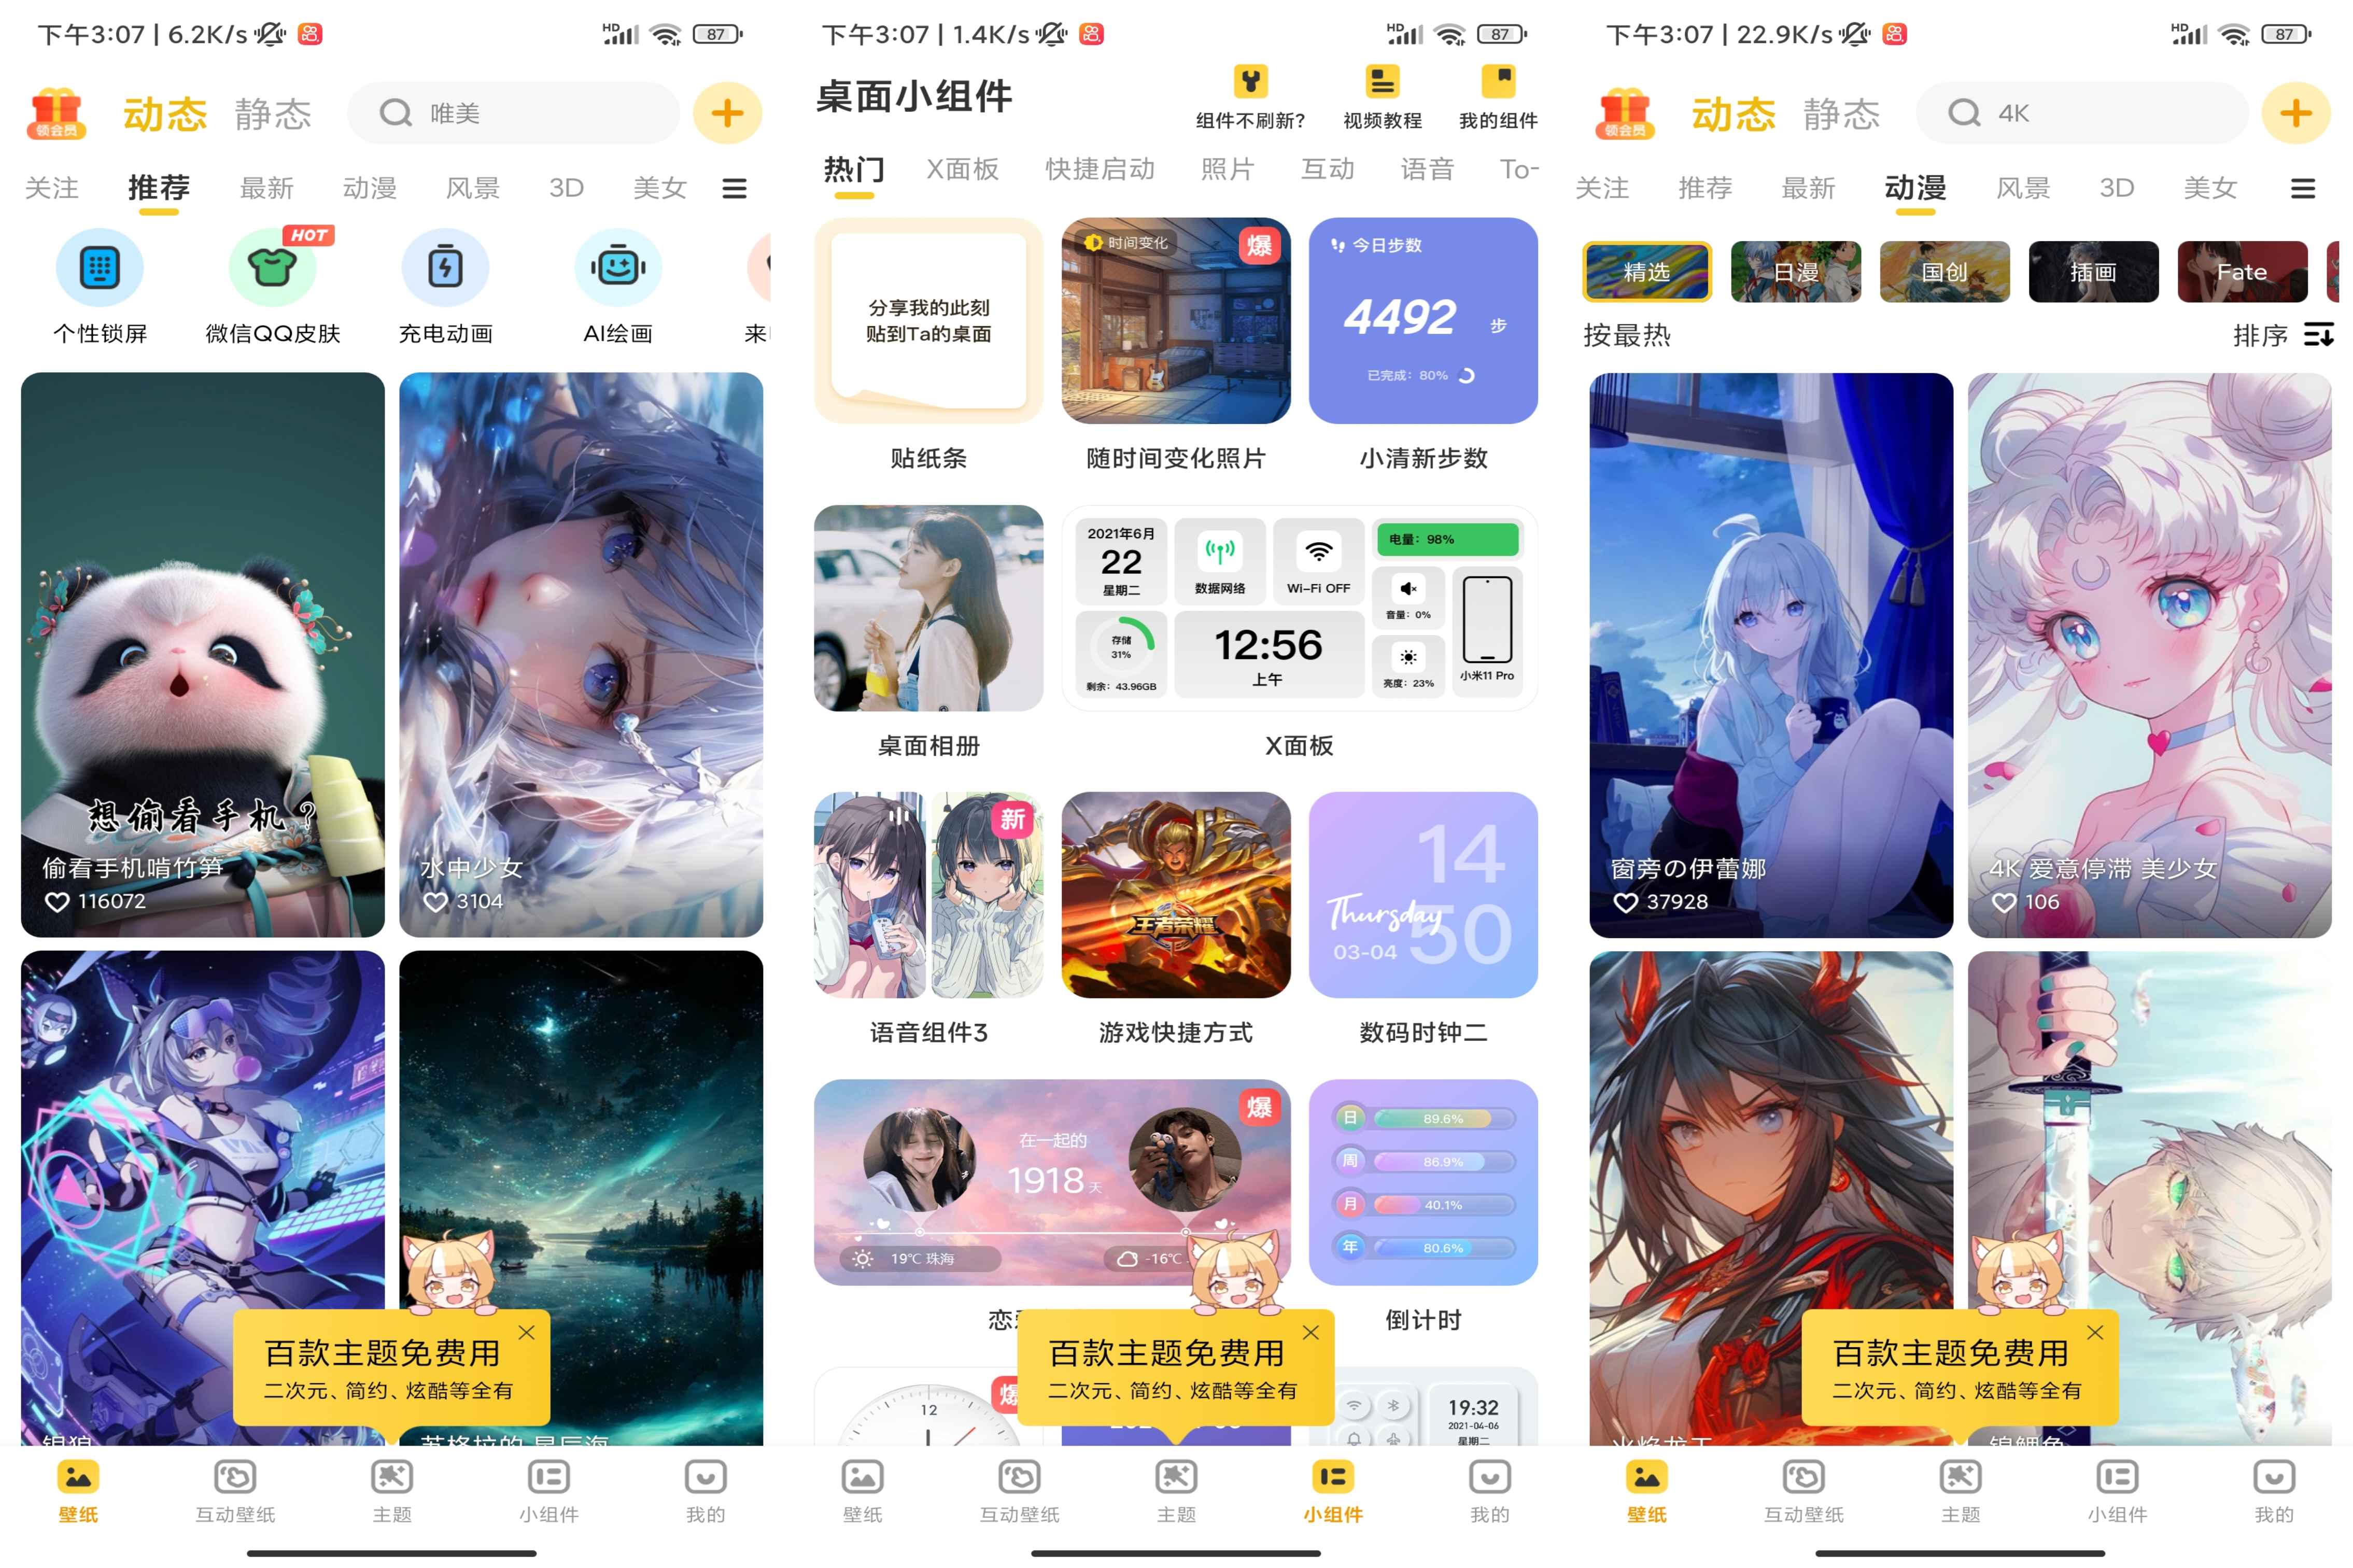 下午3:07 | 6.2K/s
HD
87
领会员
动态 静态
唯美
关注 推荐 最新 动漫 风景 3D 美女
HOT
个性锁屏 微信QQ皮肤 充电动画 AI绘画 来
想偷看手机?
偷看手机啃竹笋
116072
水中少女
3104
百款主题免费用
二次元、简约、炫酷等全有
壁纸 互动壁纸 主题 小组件 我的
下午3:07 | 1.4K/s
HD
87
桌面小组件
组件不刷新? 视频教程 我的组件
热门 X面板 快捷启动 照片 互动 语音 To-
分享我的此刻
贴到Ta的桌面
时间变化
爆
今日步数
4492 步
已完成: 80%
贴纸条 随时间变化照片 小清新步数
2021年6月
22
星期二
数据网络
Wi-Fi OFF
电量: 98%
音量: 0%
存储
31%
剩余: 43.96GB
12:56
上午
亮度: 23%
小米11 Pro
桌面相册 X面板
新
王者荣耀
14
Thursday
03-04
50
语音组件3 游戏快捷方式 数码时钟二
爆
在一起的
1918天
19℃ 珠海
-16℃
日 89.6%
周 86.9%
月 40.1%
年 80.6%
倒计时
百款主题免费用
二次元、简约、炫酷等全有
12
爆
19:32
2021-04-06
星期二
壁纸 互动壁纸 主题 小组件 我的
下午3:07 | 22.9K/s
HD
87
领会员
动态 静态
4K
关注 推荐 最新 动漫 风景 3D 美女
精选 日漫 国创 插画 Fate
按最热 排序
窗旁の伊蕾娜
37928
4K 爱意停滞 美少女
106
百款主题免费用
二次元、简约、炫酷等全有
壁纸 互动壁纸 主题 小组件 我的